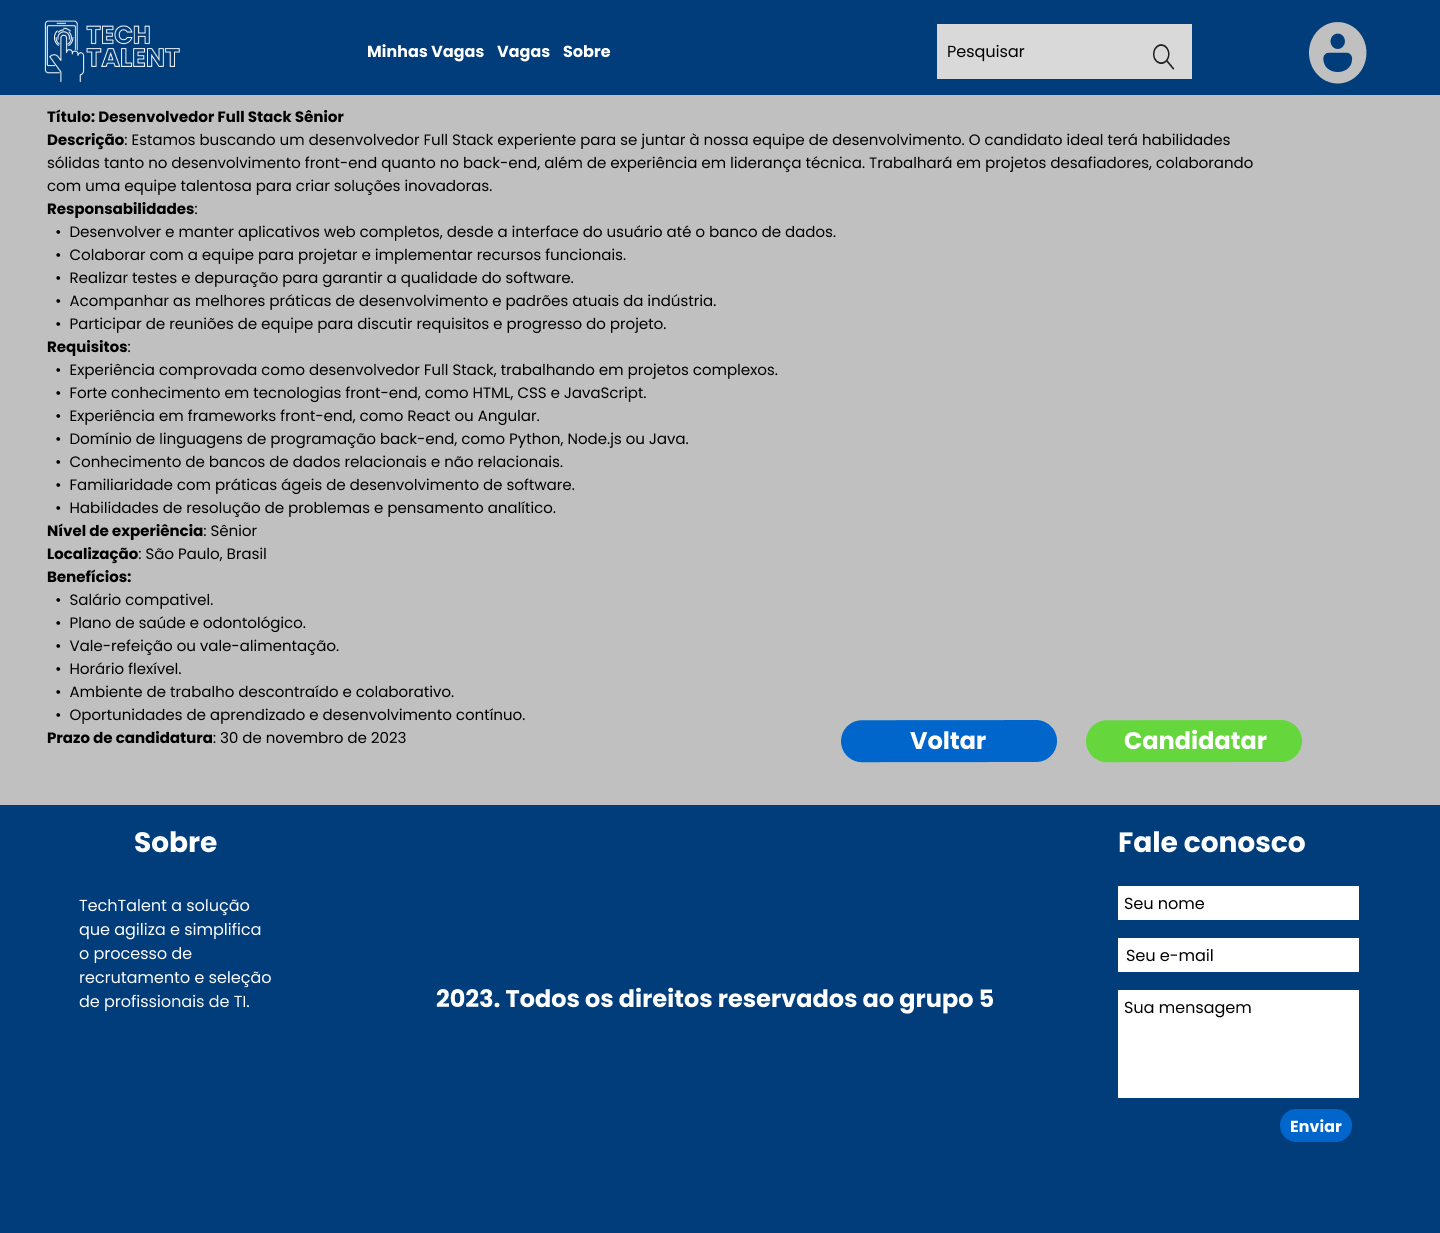 TECH
TALENT
Minhas Vagas Vagas Sobre
Pesquisar
Título: Desenvolvedor Full Stack Sênior
Descrição: Estamos buscando um desenvolvedor Full Stack experiente para se juntar à nossa equipe de desenvolvimento. O candidato ideal terá habilidades
sólidas tanto no desenvolvimento front-end quanto no back-end, além de experiência em liderança técnica. Trabalhará em projetos desafiadores, colaborando
com uma equipe talentosa para criar soluções inovadoras.
Responsabilidades:
• Desenvolver e manter aplicativos web completos, desde a interface do usuário até o banco de dados.
• Colaborar com a equipe para projetar e implementar recursos funcionais.
• Realizar testes e depuração para garantir a qualidade do software.
• Acompanhar as melhores práticas de desenvolvimento e padrões atuais da indústria.
• Participar de reuniões de equipe para discutir requisitos e progresso do projeto.
Requisitos:
• Experiência comprovada como desenvolvedor Full Stack, trabalhando em projetos complexos.
• Forte conhecimento em tecnologias front-end, como HTML, CSS e JavaScript.
• Experiência em frameworks front-end, como React ou Angular.
• Domínio de linguagens de programação back-end, como Python, Node.js ou Java.
• Conhecimento de bancos de dados relacionais e não relacionais.
• Familiaridade com práticas ágeis de desenvolvimento de software.
• Habilidades de resolução de problemas e pensamento analítico.
Nível de experiência: Sênior
Localização: São Paulo, Brasil
Benefícios:
• Salário compativel.
• Plano de saúde e odontológico.
• Vale-refeição ou vale-alimentação.
• Horário flexível.
• Ambiente de trabalho descontraído e colaborativo.
• Oportunidades de aprendizado e desenvolvimento contínuo.
Prazo de candidatura: 30 de novembro de 2023
Voltar
Candidatar
Sobre
TechTalent a solução
que agiliza e simplifica
o processo de
recrutamento e seleção
de profissionais de TI.
2023. Todos os direitos reservados ao grupo 5
Fale conosco
Seu nome
Seu e-mail
Sua mensagem
Enviar